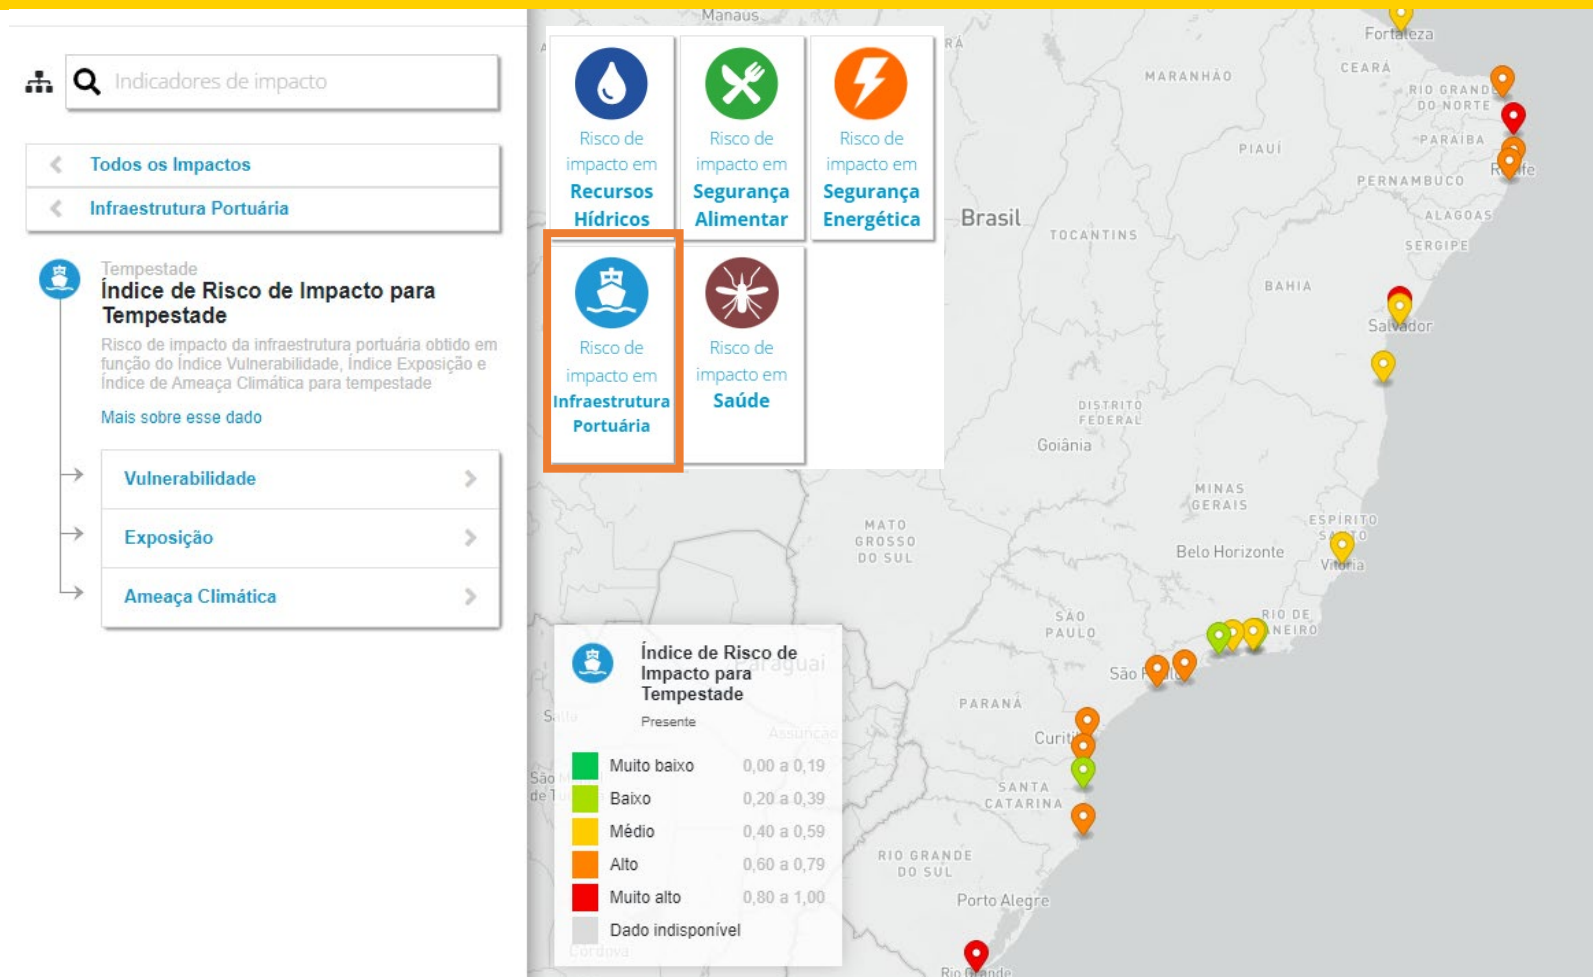 Indicadores de impacto
Todos os Impactos
Infraestrutura Portuária
Tempestade
Índice de Risco de Impacto para
Tempestade
Risco de impacto da infraestrutura portuária obtido em
função do Índice Vulnerabilidade, Índice Exposição e
Índice de Ameaça Climática para tempestade
Mais sobre esse dado
Vulnerabilidade
Exposição
Ameaça Climática
Risco de
impacto em
Recursos
Hídricos
Risco de
impacto em
Segurança
Alimentar
Risco de
impacto em
Segurança
Energética
Risco de
impacto em
Infraestrutura
Portuária
Risco de
impacto em
Saúde
Manaus
Fortaleza
MARANHÃO
CEARÁ
RIO GRANDE
DO NORTE
PARAÍBA
PIAUÍ
PERNAMBUCO
ALAGOAS
Brasil
TOCANTINS
SERGIPE
BAHIA
Salvador
DISTRITO
FEDERAL
Goiânia
MINAS
GERAIS
MATO
GROSSO
DO SUL
ESPÍRITO
Belo Horizonte
Vitória
SÃO
PAULO
RIO DE
São
PARANÁ
SANTA
CATARINA
RIO GRANDE
DO SUL
Porto Alegre
Rio Grande
Índice de Risco de
Impacto para
Tempestade
Presente
Paraguai
Assunção
Muito baixo 0,00 a 0,19
Baixo 0,20 a 0,39
Médio 0,40 a 0,59
Alto 0,60 a 0,79
Muito alto 0,80 a 1,00
Dado indisponível
Córdova